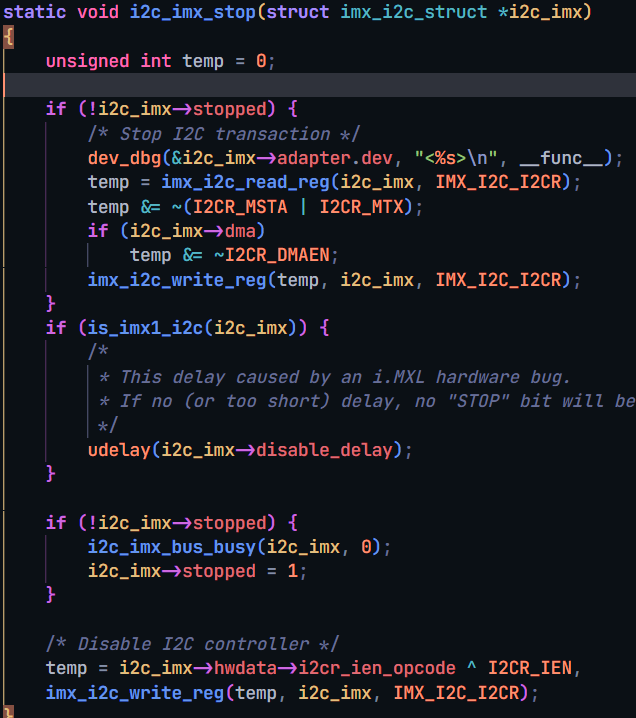 static void i2c_imx_stop(struct imx_i2c_struct *i2c_imx)
{
    unsigned int temp = 0;

    if (!i2c_imx->stopped) {
        /* Stop I2C transaction */
        dev_dbg(&i2c_imx->adapter.dev, "<%s>\n", __func__);
        temp = imx_i2c_read_reg(i2c_imx, IMX_I2C_I2CR);
        temp &= ~(I2CR_MSTA | I2CR_MTX);
        if (i2c_imx->dma)
            temp &= ~I2CR_DMAEN;
        imx_i2c_write_reg(temp, i2c_imx, IMX_I2C_I2CR);
    }
    if (is_imx1_i2c(i2c_imx)) {
        /*
         * This delay caused by an i.MXL hardware bug.
         * If no (or too short) delay, no "STOP" bit will be
         */
        udelay(i2c_imx->disable_delay);
    }

    if (!i2c_imx->stopped) {
        i2c_imx_bus_busy(i2c_imx, 0);
        i2c_imx->stopped = 1;
    }

    /* Disable I2C controller */
    temp = i2c_imx->hwdata->i2cr_ien_opcode ^ I2CR_IEN,
    imx_i2c_write_reg(temp, i2c_imx, IMX_I2C_I2CR);
}